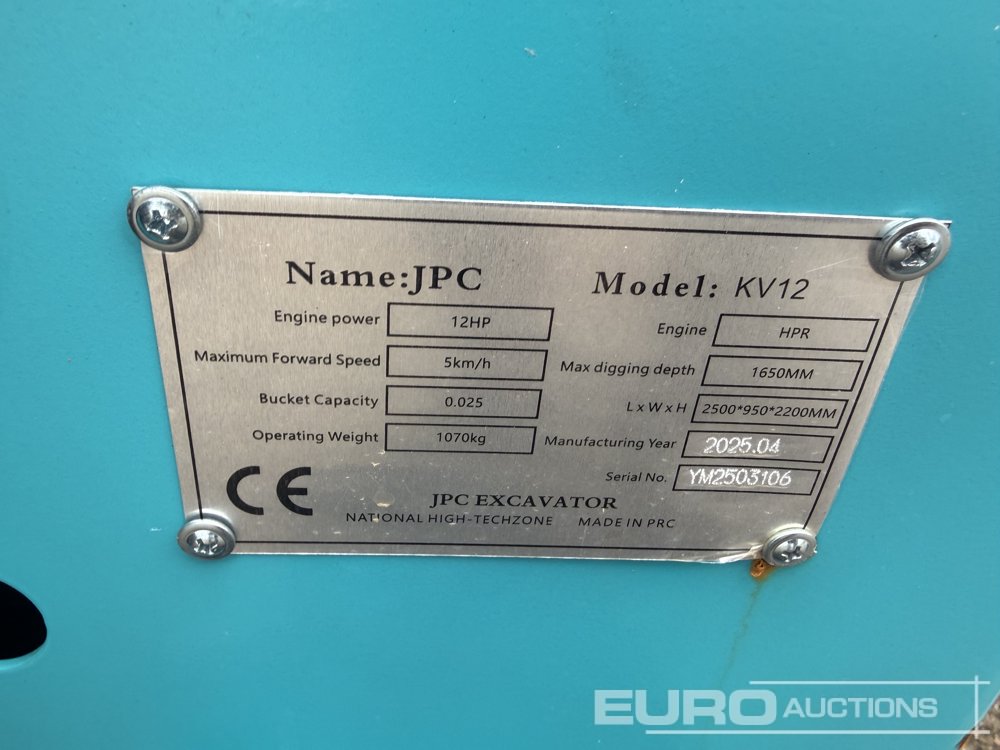 Name:JPC
Model: KV12
Engine power 12HP
Maximum Forward Speed 5km/h
Bucket Capacity 0.025
Operating Weight 1070kg
Engine HPR
Max digging depth 1650MM
L x W x H 2500*950*2200MM
Manufacturing Year 2025.04
Serial No. YM2503106
CE
JPC EXCAVATOR
NATIONAL HIGH-TECHZONE MADE IN PRC
EURO AUCTIONS